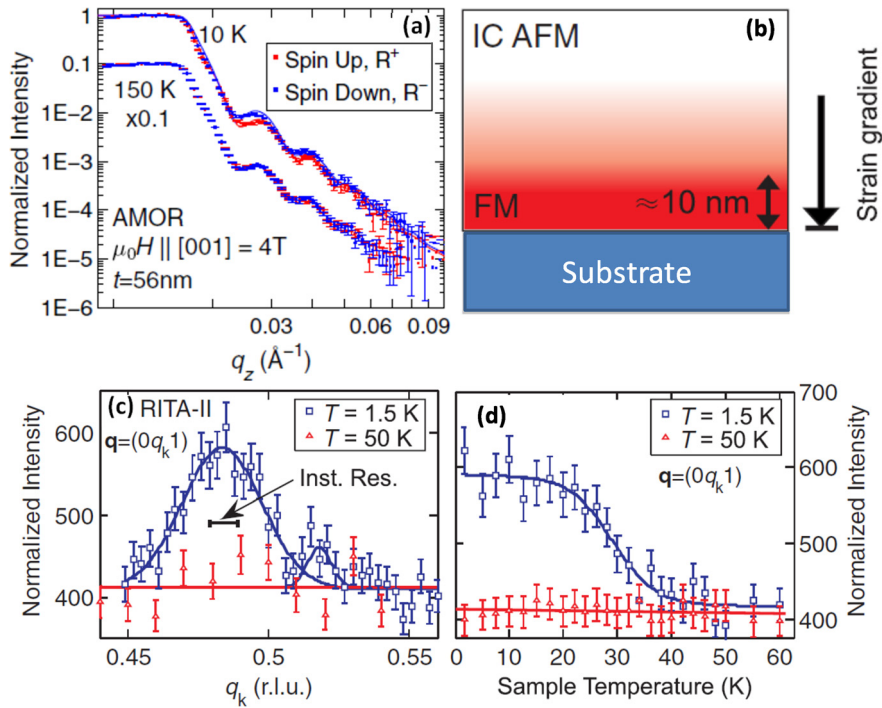 (a)
1
0.1
1E-2
1E-3
1E-4
1E-5
1E-6
Normalized Intensity
10 K
150 K
x0.1
Spin Up, R⁺
Spin Down, R⁻
AMOR
μ₀H || [001] = 4T
t=56nm
0.03
0.06
0.09
q_z (Å⁻¹)
(b)
IC AFM
FM
≈10 nm
Substrate
Strain gradient
(c) RITA-II
q=(0q_k1)
T = 1.5 K
T = 50 K
Inst. Res.
600
500
400
Normalized Intensity
0.45
0.5
0.55
q_k (r.l.u.)
(d)
T = 1.5 K
T = 50 K
q=(0q_k1)
700
600
500
400
Normalized Intensity
0
10
20
30
40
50
60
Sample Temperature (K)